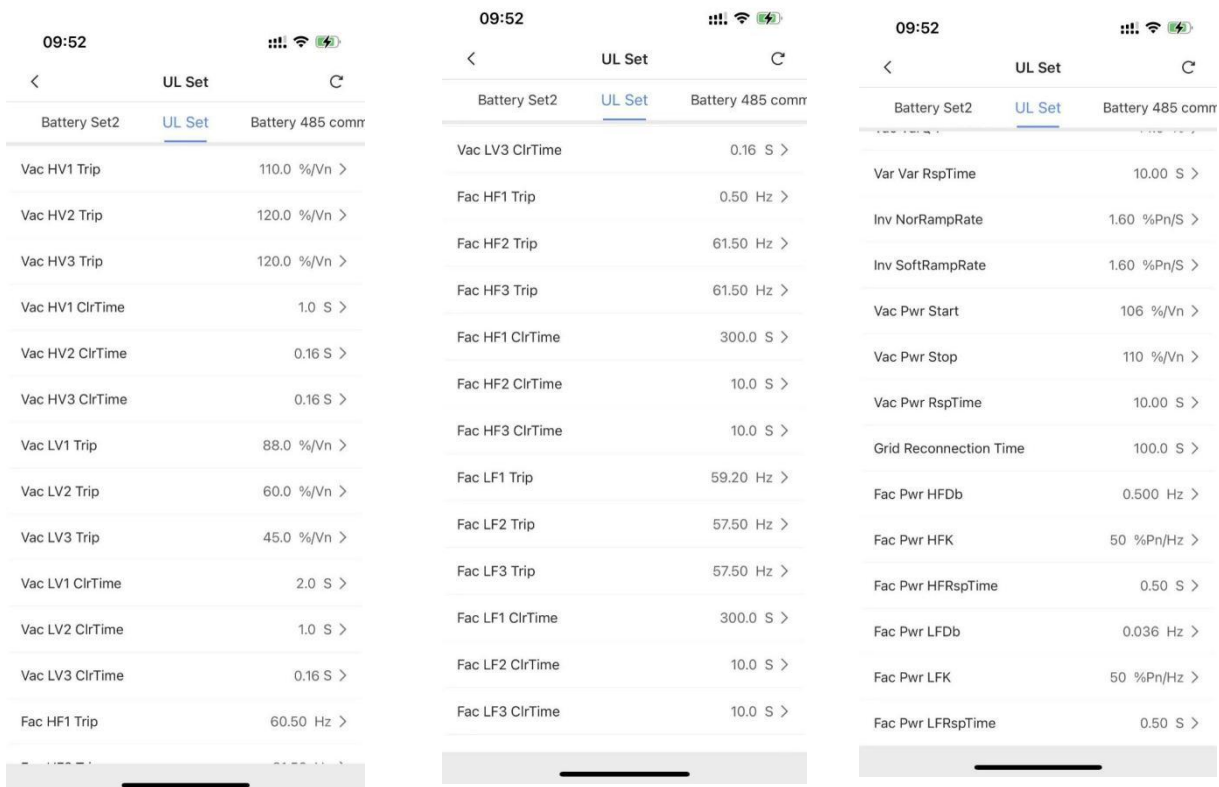 09:52
UL Set
Battery Set2 UL Set Battery 485 comm
Vac HV1 Trip 110.0 %/Vn >
Vac HV2 Trip 120.0 %/Vn >
Vac HV3 Trip 120.0 %/Vn >
Vac HV1 ClrTime 1.0 S >
Vac HV2 ClrTime 0.16 S >
Vac HV3 ClrTime 0.16 S >
Vac LV1 Trip 88.0 %/Vn >
Vac LV2 Trip 60.0 %/Vn >
Vac LV3 Trip 45.0 %/Vn >
Vac LV1 ClrTime 2.0 S >
Vac LV2 ClrTime 1.0 S >
Vac LV3 ClrTime 0.16 S >
Fac HF1 Trip 60.50 Hz >
09:52
UL Set
Battery Set2 UL Set Battery 485 comm
Vac LV3 ClrTime 0.16 S >
Fac HF1 Trip 0.50 Hz >
Fac HF2 Trip 61.50 Hz >
Fac HF3 Trip 61.50 Hz >
Fac HF1 ClrTime 300.0 S >
Fac HF2 ClrTime 10.0 S >
Fac HF3 ClrTime 10.0 S >
Fac LF1 Trip 59.20 Hz >
Fac LF2 Trip 57.50 Hz >
Fac LF3 Trip 57.50 Hz >
Fac LF1 ClrTime 300.0 S >
Fac LF2 ClrTime 10.0 S >
Fac LF3 ClrTime 10.0 S >
09:52
UL Set
Battery Set2 UL Set Battery 485 comm
Var Var RspTime 10.00 S >
Inv NorRampRate 1.60 %Pn/S >
Inv SoftRampRate 1.60 %Pn/S >
Vac Pwr Start 106 %/Vn >
Vac Pwr Stop 110 %/Vn >
Vac Pwr RspTime 10.00 S >
Grid Reconnection Time 100.0 S >
Fac Pwr HFDb 0.500 Hz >
Fac Pwr HFK 50 %Pn/Hz >
Fac Pwr HFRspTime 0.50 S >
Fac Pwr LFDb 0.036 Hz >
Fac Pwr LFK 50 %Pn/Hz >
Fac Pwr LFRspTime 0.50 S >